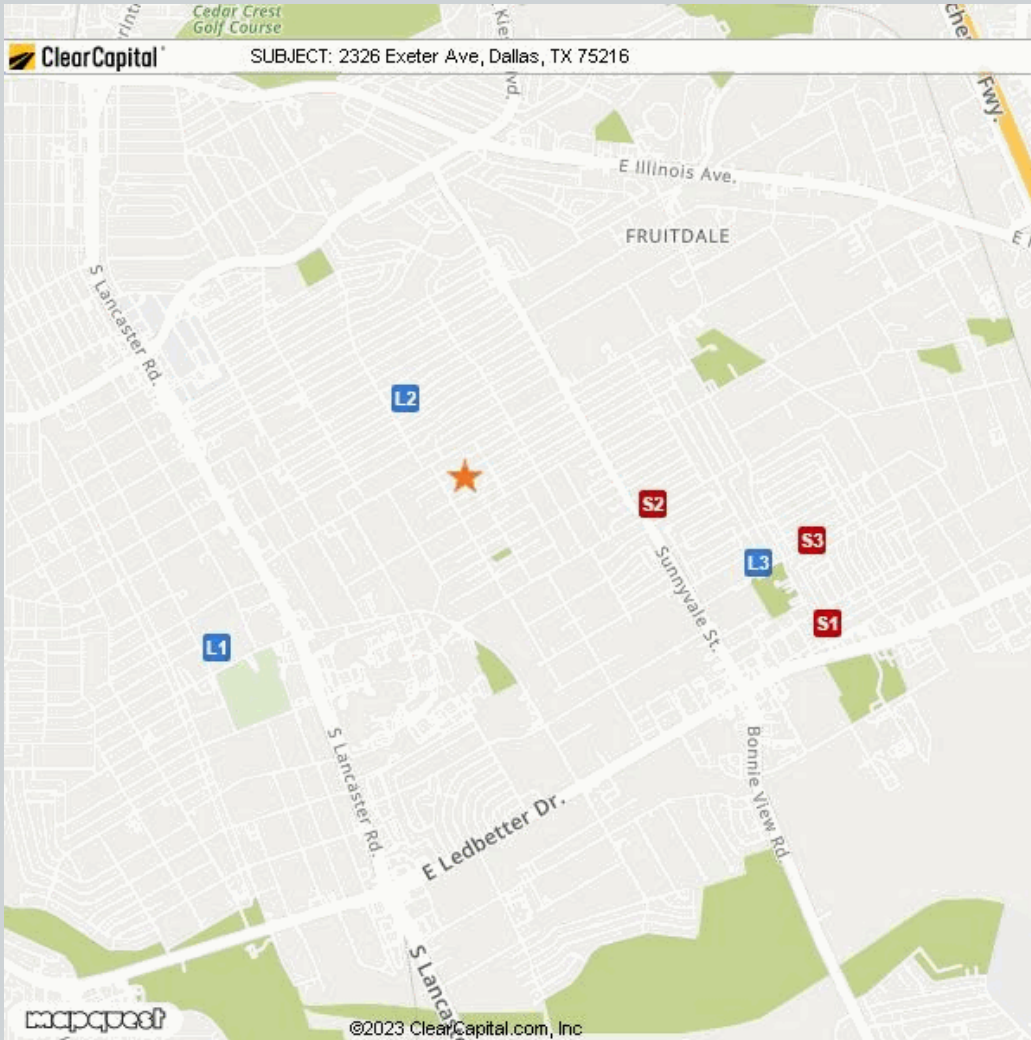 Cedar Crest
Golf Course
ClearCapital
SUBJECT: 2326 Exeter Ave, Dallas, TX 75216
Fwy.
E Illinois Ave.
FRUITDALE
S Lancaster Rd.
L2
S2
S3
L3
Sunnyvale St.
S1
L1
S Lancaster Rd.
Bonnie View Rd.
E Ledbetter Dr.
mapquest
©2023 ClearCapital.com, Inc